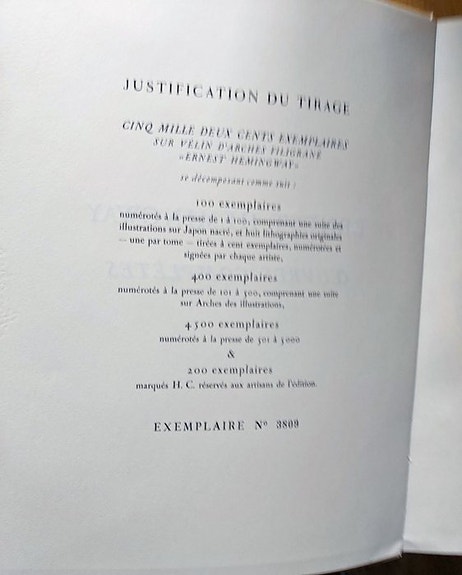 JUSTIFICATION DU TIRAGE
CINQ MILLE DEUX CENTS EXEMPLAIRES
SUR VÉLIN D'ARCHES FILIGRANÉ
«ERNEST HEMINGWAY»
se décomposant comme suit :
100 exemplaires
numérotés à la presse de 1 à 100, comprenant une suite des
illustrations sur Japon nacré, et huit lithographies originales
— une par tome — tirées à cent exemplaires, numérotées et
signées par chaque artiste,
400 exemplaires
numérotés à la presse de 101 à 500, comprenant une suite
sur Arches des illustrations,
4 500 exemplaires
numérotés à la presse de 501 à 5000
&
200 exemplaires
marqués H. C. réservés aux artisans de l'édition.
EXEMPLAIRE Nº 3809